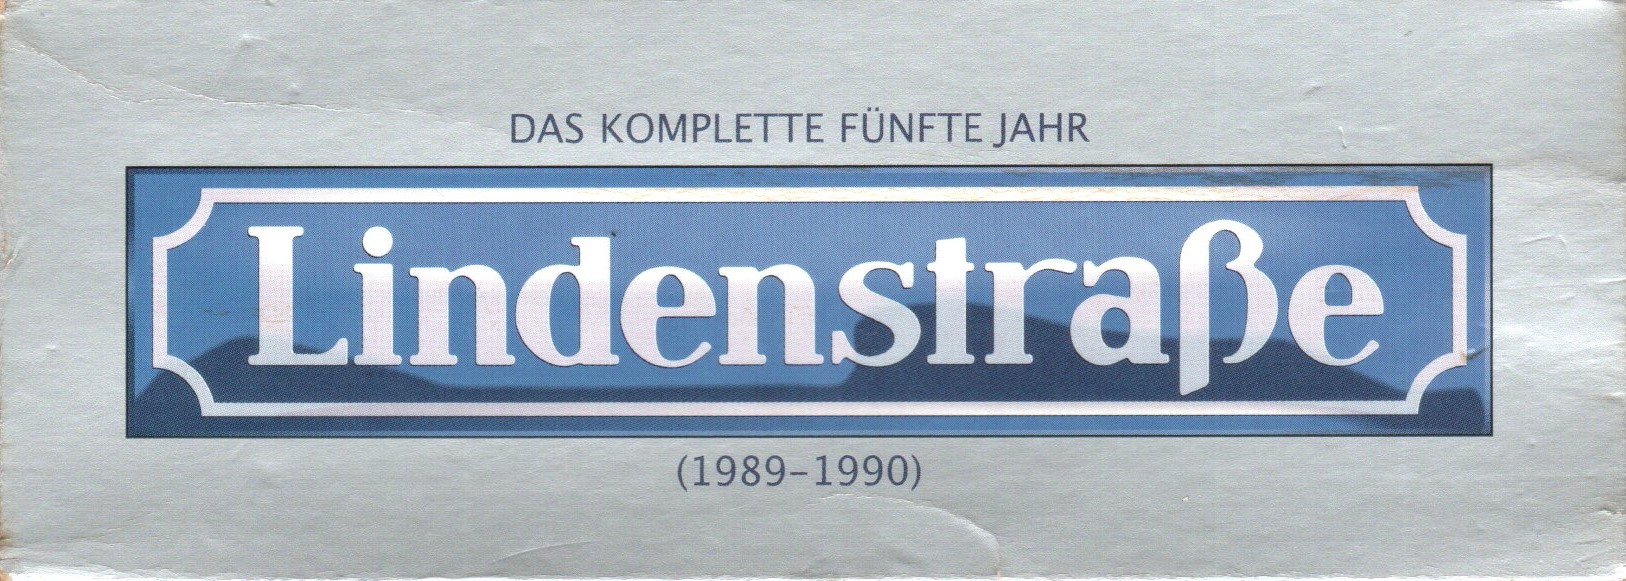 DAS KOMPLETTE FÜNFTE JAHR
Lindenstraße
(1989–1990)